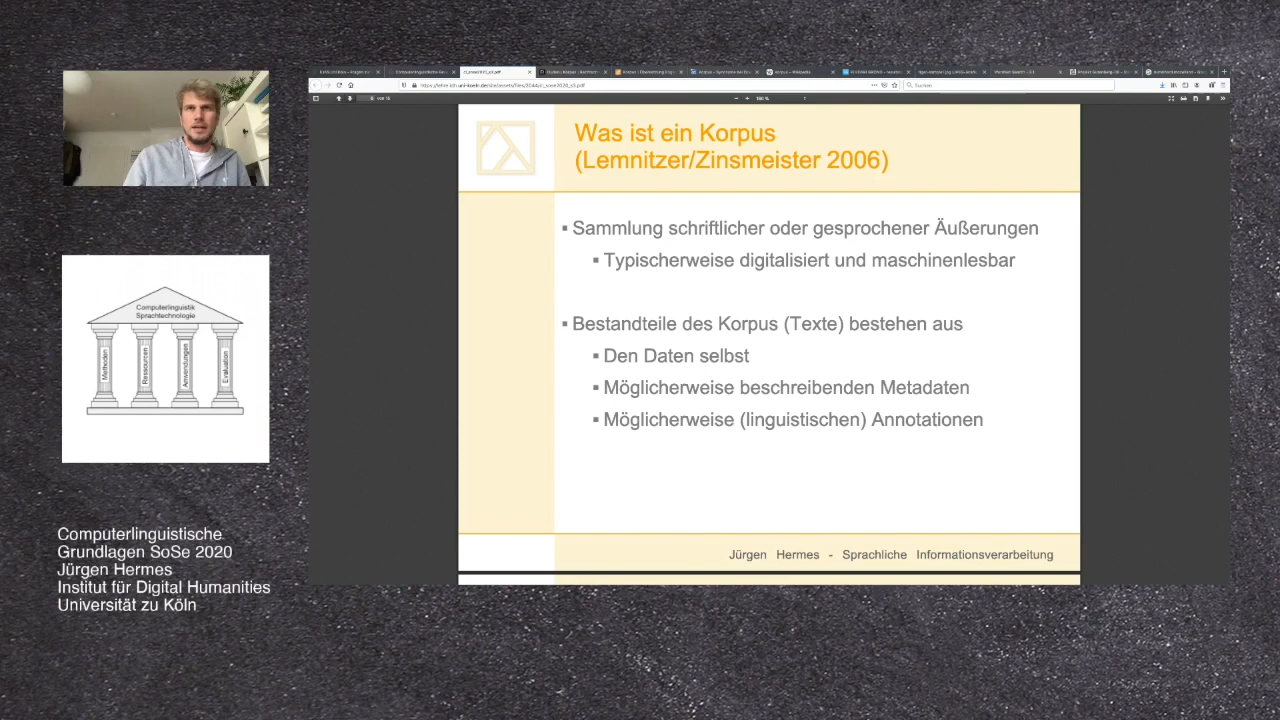 Was ist ein Korpus
(Lemnitzer/Zinsmeister 2006)
▪ Sammlung schriftlicher oder gesprochener Äußerungen
▪ Typischerweise digitalisiert und maschinenlesbar
▪ Bestandteile des Korpus (Texte) bestehen aus
▪ Den Daten selbst
▪ Möglicherweise beschreibenden Metadaten
▪ Möglicherweise (linguistischen) Annotationen
Jürgen Hermes - Sprachliche Informationsverarbeitung
Computerlinguistik
Sprachtechnologie
Methoden
Ressourcen
Anwendungen
Evaluation
Computerlinguistische
Grundlagen SoSe 2020
Jürgen Hermes
Institut für Digital Humanities
Universität zu Köln